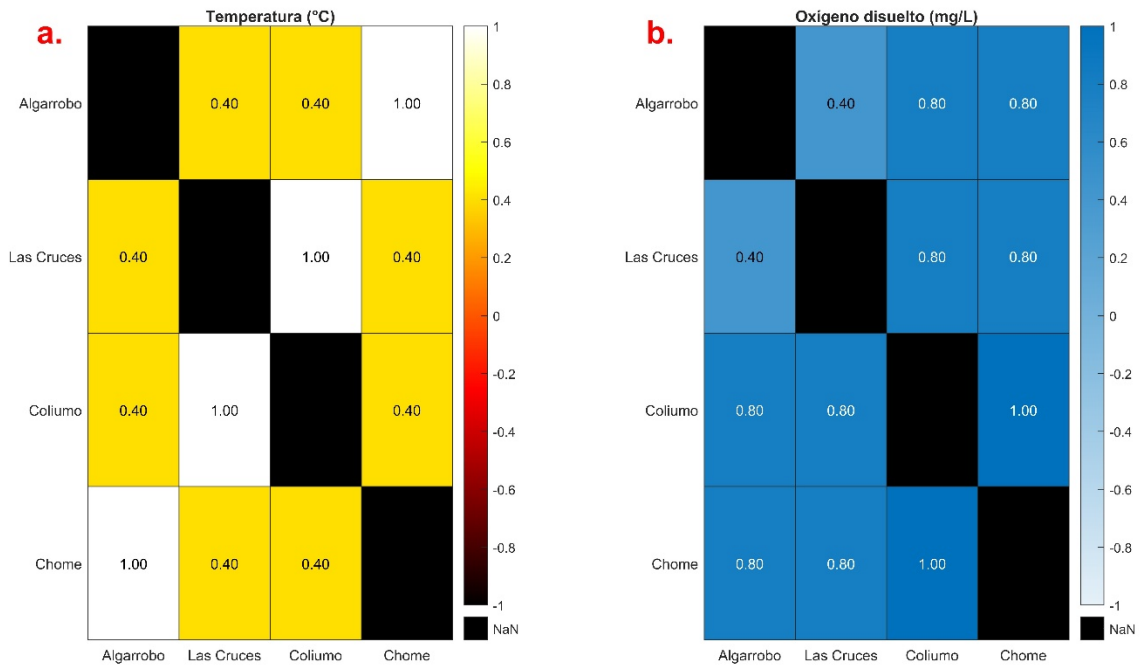 a.
Temperatura (°C)
Algarrobo 0.40 0.40 1.00
Las Cruces 0.40 1.00 0.40
Coliumo 0.40 1.00 0.40
Chome 1.00 0.40 0.40
Algarrobo Las Cruces Coliumo Chome
1
0.8
0.6
0.4
0.2
0
-0.2
-0.4
-0.6
-0.8
-1
NaN
b.
Oxígeno disuelto (mg/L)
Algarrobo 0.40 0.80 0.80
Las Cruces 0.40 0.80 0.80
Coliumo 0.80 0.80 1.00
Chome 0.80 0.80 1.00
Algarrobo Las Cruces Coliumo Chome
1
0.8
0.6
0.4
0.2
0
-0.2
-0.4
-0.6
-0.8
-1
NaN